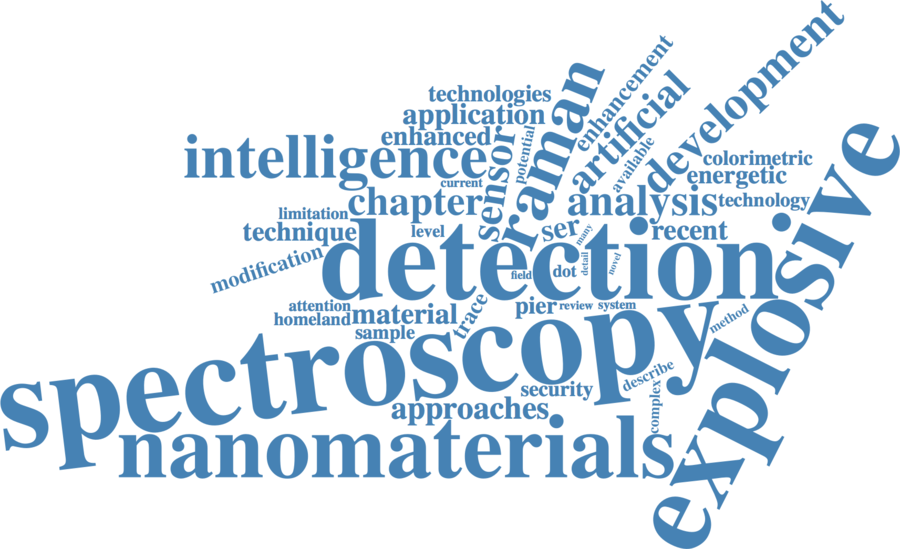 development
enhancement
raman
artificial
technologies
application
enhanced
potential
sensor
available
explosive
intelligence
current
colorimetric
energetic
chapter
analysis
technology
limitation
technique
level
ser
many
recent
detection
detail
novel
modification
field
dot
attention
homeland
material
trace
pier
review
system
method
sample
spectroscopy
describe
security
complex
approaches
nanomaterials